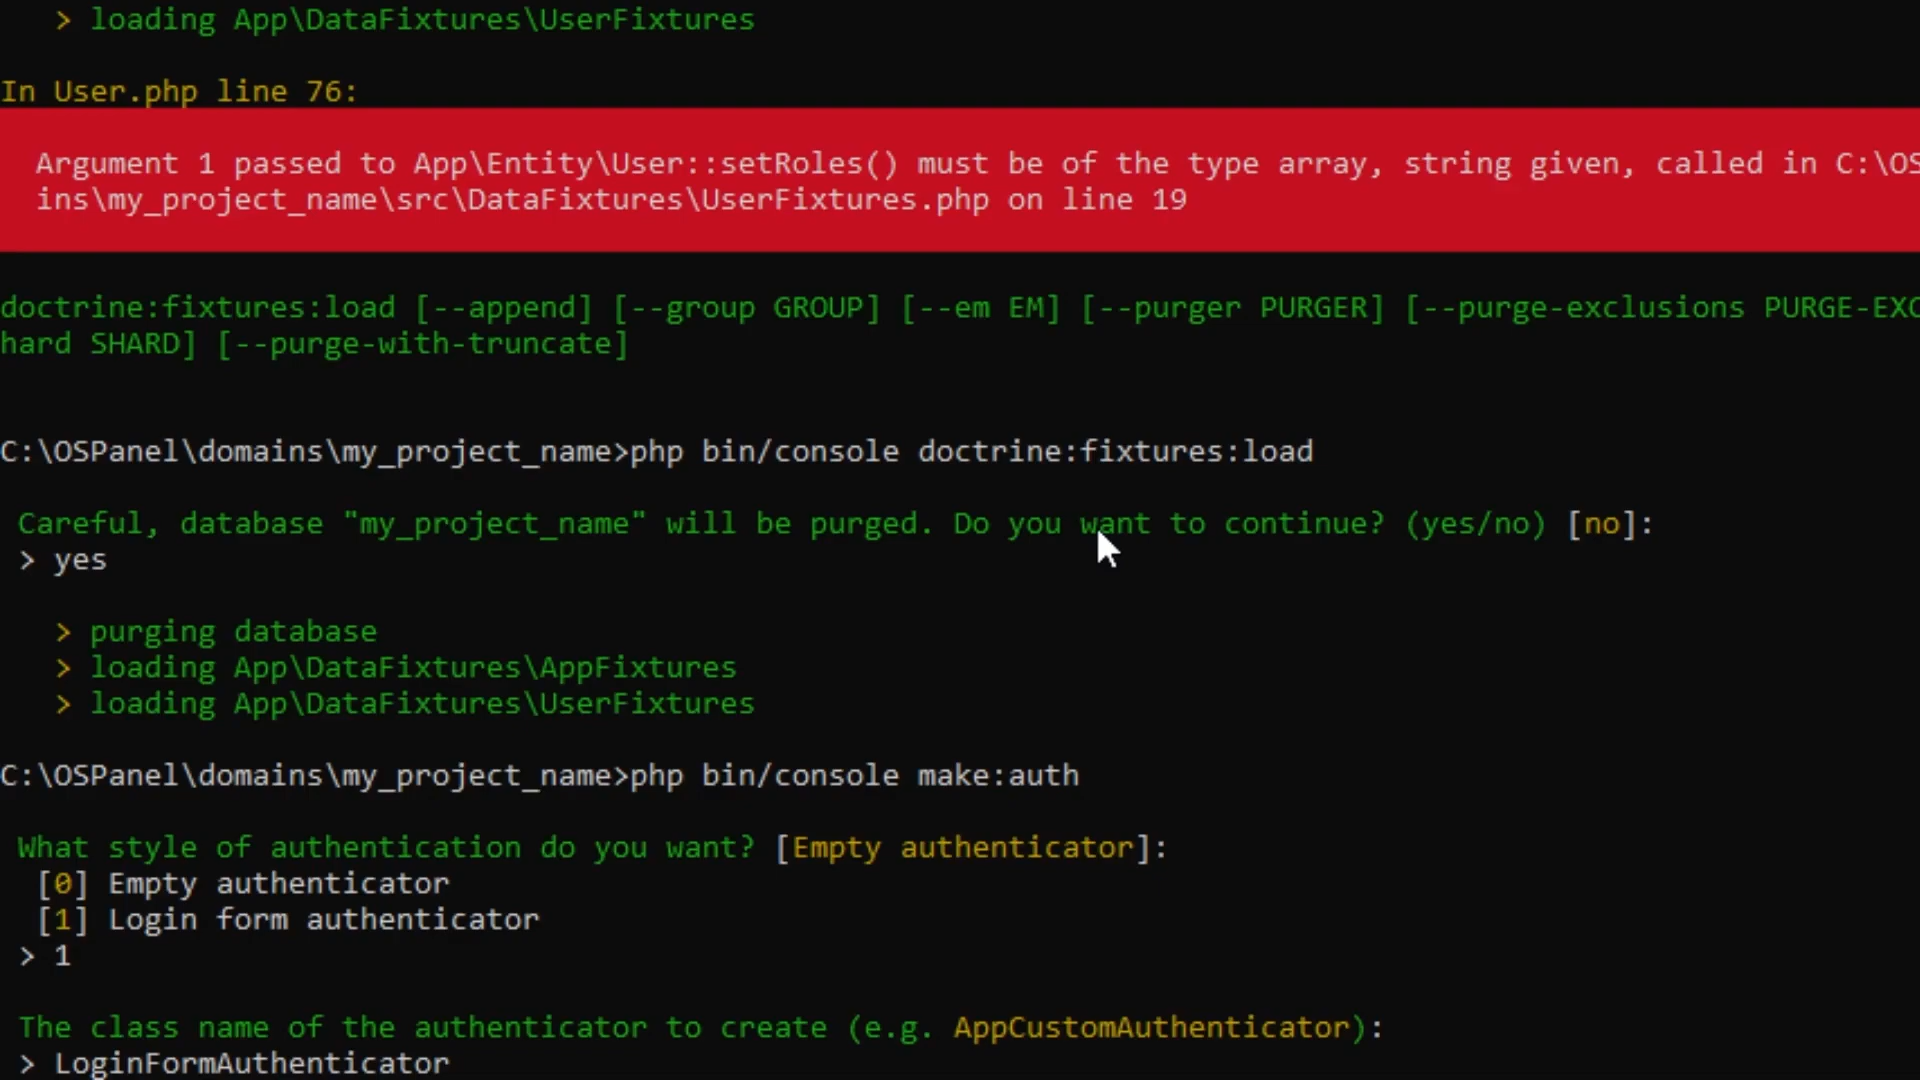 > loading App\DataFixtures\UserFixtures
In User.php line 76:
Argument 1 passed to App\Entity\User::setRoles() must be of the type array, string given, called in C:\OS
ins\my_project_name\src\DataFixtures\UserFixtures.php on line 19
doctrine:fixtures:load [--append] [--group GROUP] [--em EM] [--purger PURGER] [--purge-exclusions PURGE-EXC
hard SHARD] [--purge-with-truncate]
C:\OSPanel\domains\my_project_name>php bin/console doctrine:fixtures:load
Careful, database "my_project_name" will be purged. Do you want to continue? (yes/no) [no]:
> yes
> purging database
> loading App\DataFixtures\AppFixtures
> loading App\DataFixtures\UserFixtures
C:\OSPanel\domains\my_project_name>php bin/console make:auth
What style of authentication do you want? [Empty authenticator]:
[0] Empty authenticator
[1] Login form authenticator
> 1
The class name of the authenticator to create (e.g. AppCustomAuthenticator):
> LoginFormAuthenticator